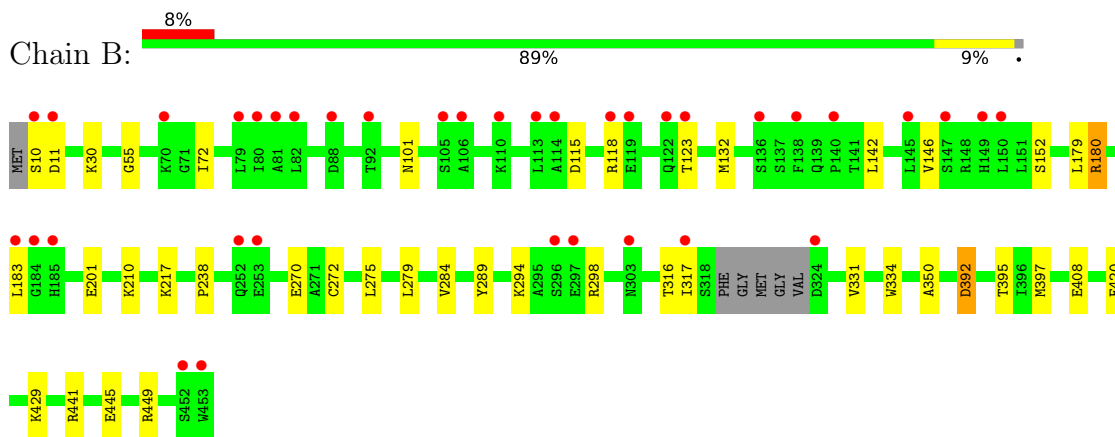 8%
Chain B:
89% 9% •
MET S10 D11 K30 G55 K70 G71 I72 L79 I80 A81 L82 D88 T92 N101 S105 A106 K110 L113 A114 D115 R118 E119 Q122 T123 M132 S136 S137 F138 Q139 P140 T141 L142 L145 V146 S147 R148 H149 L150 L151 S152 L179 R180
L183 G184 H185 E201 K210 K217 P238 Q252 E253 E270 A271 C272 L275 L279 V284 Y289 K294 A295 S296 E297 R298 N303 T316 I317 S318 PHE GLY MET GLY VAL D324 V331 W334 A350 D392 T395 I396 M397 E408
K429 R441 E445 R449 S452 W453